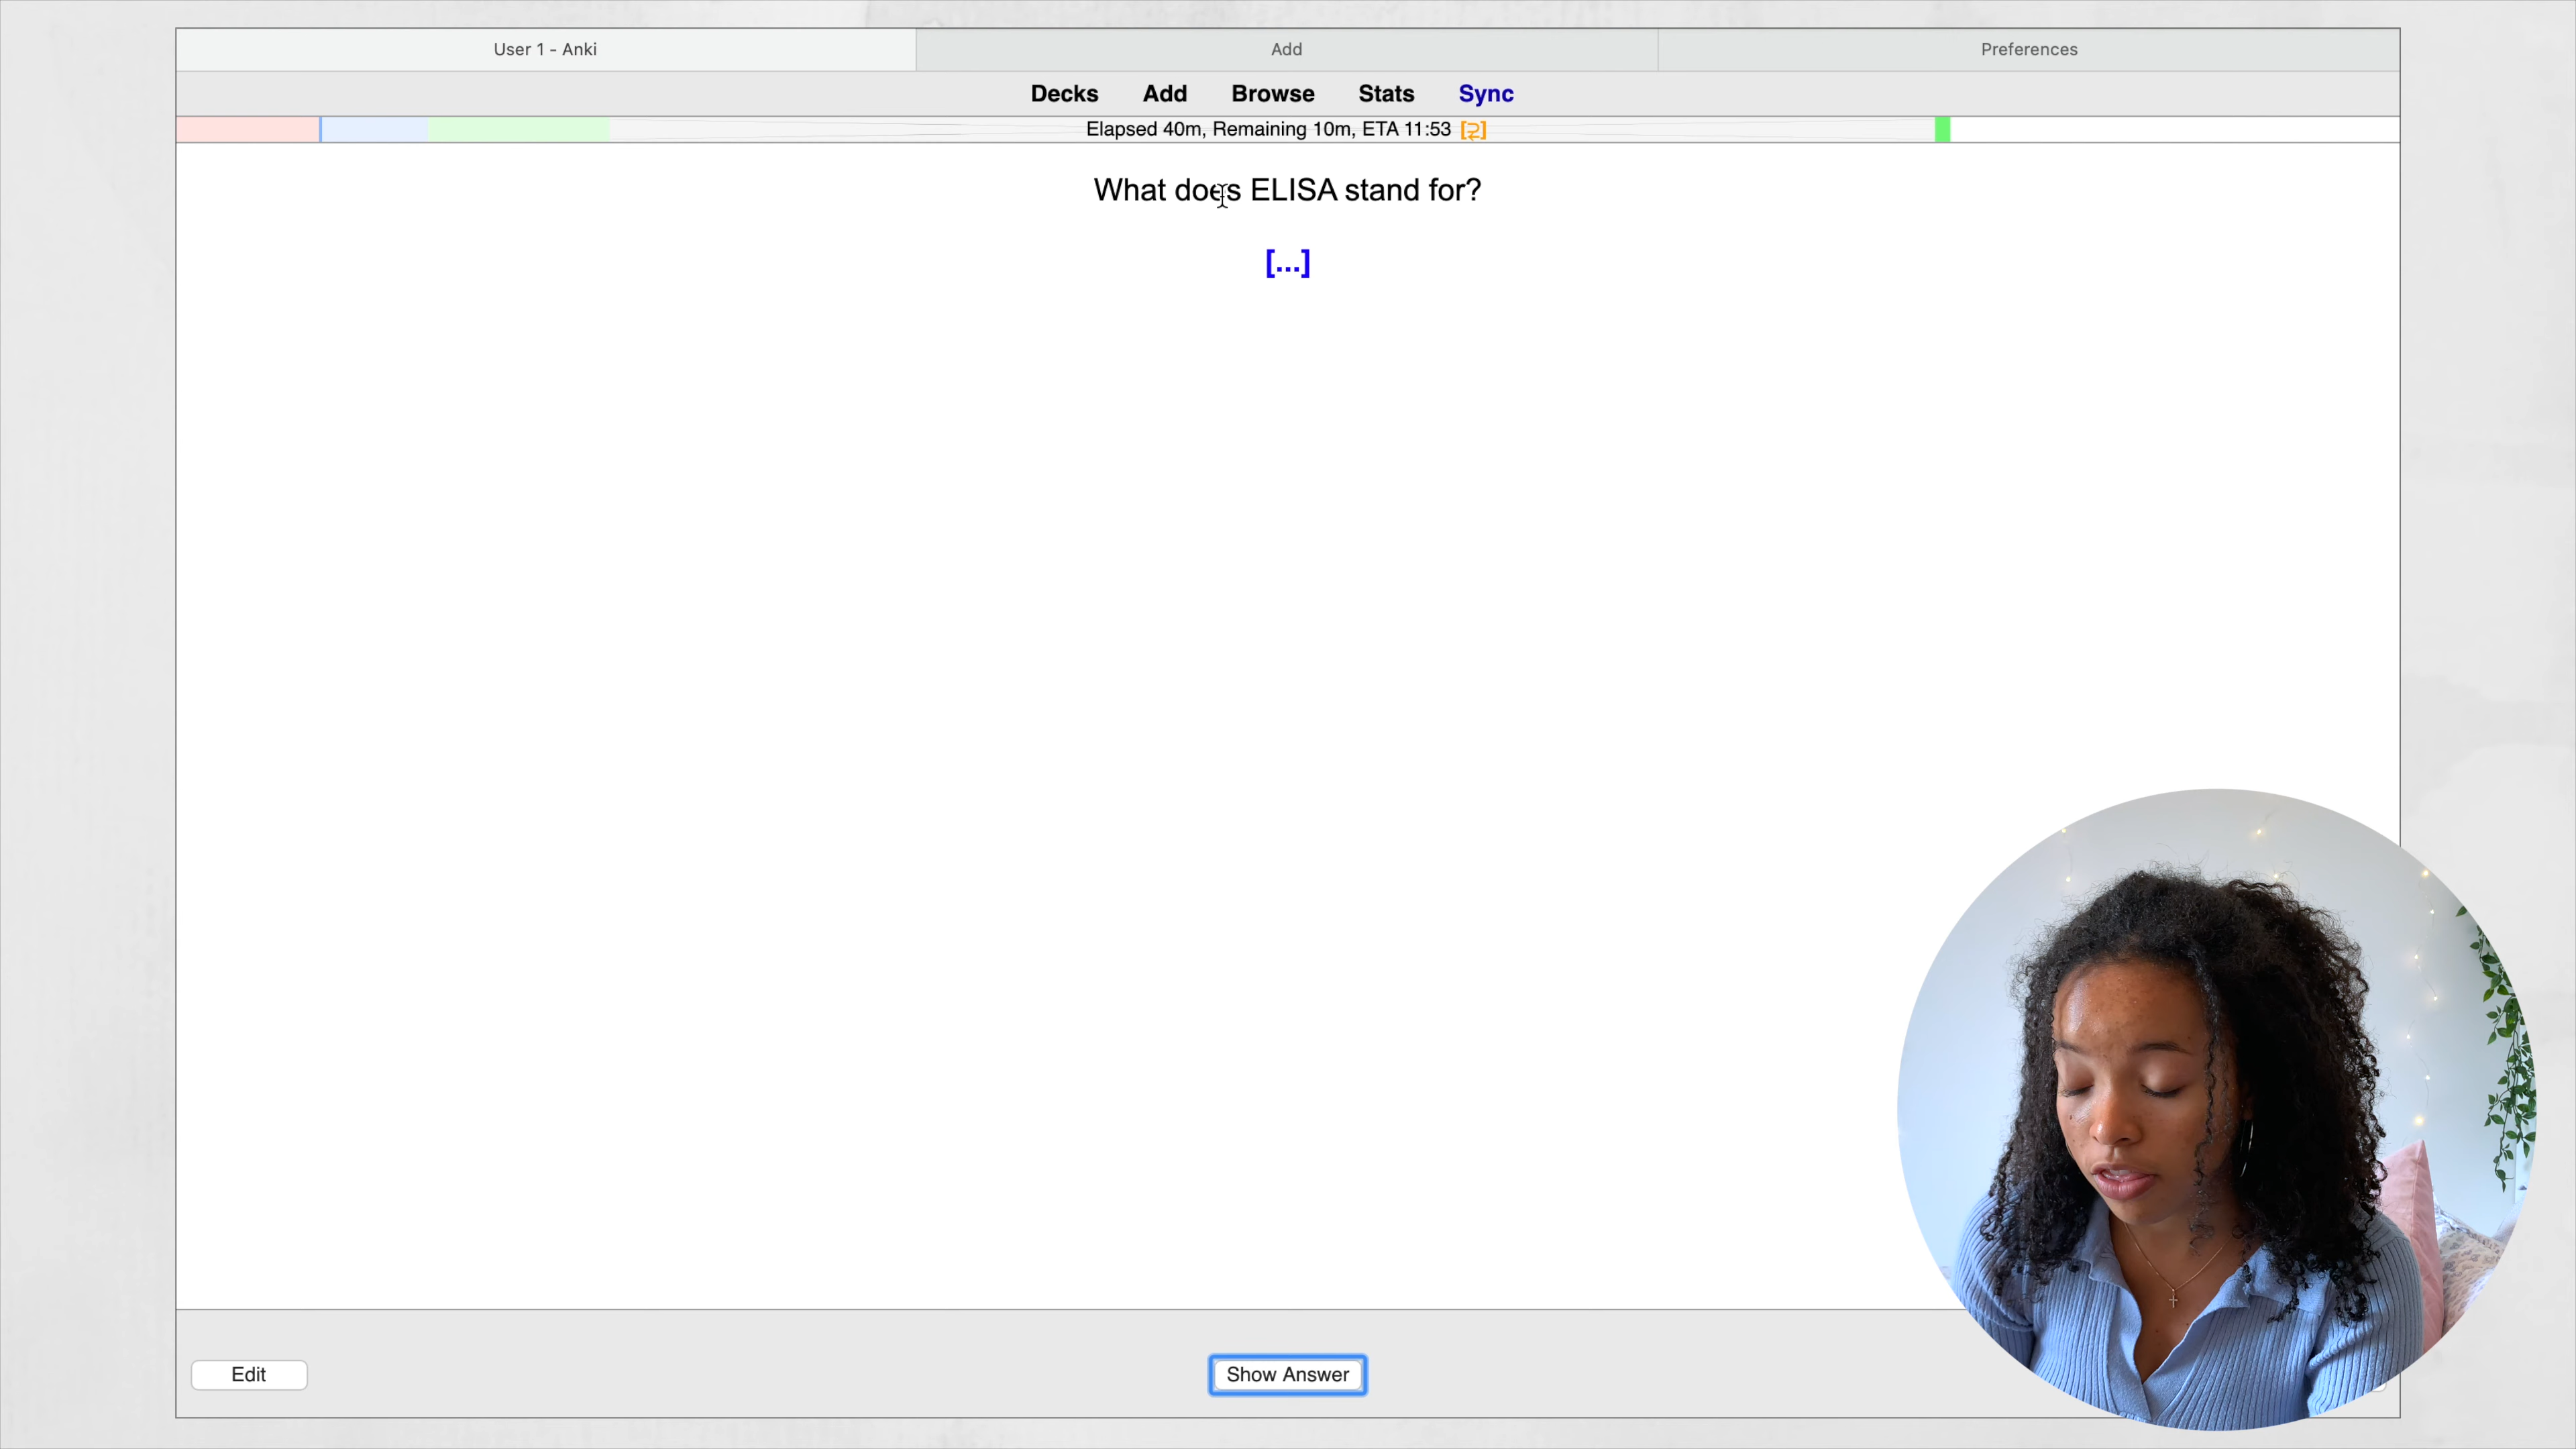 User 1 - Anki
Add
Preferences
Decks Add Browse Stats Sync
Elapsed 40m, Remaining 10m, ETA 11:53
What does ELISA stand for?
[...]
Edit
Show Answer